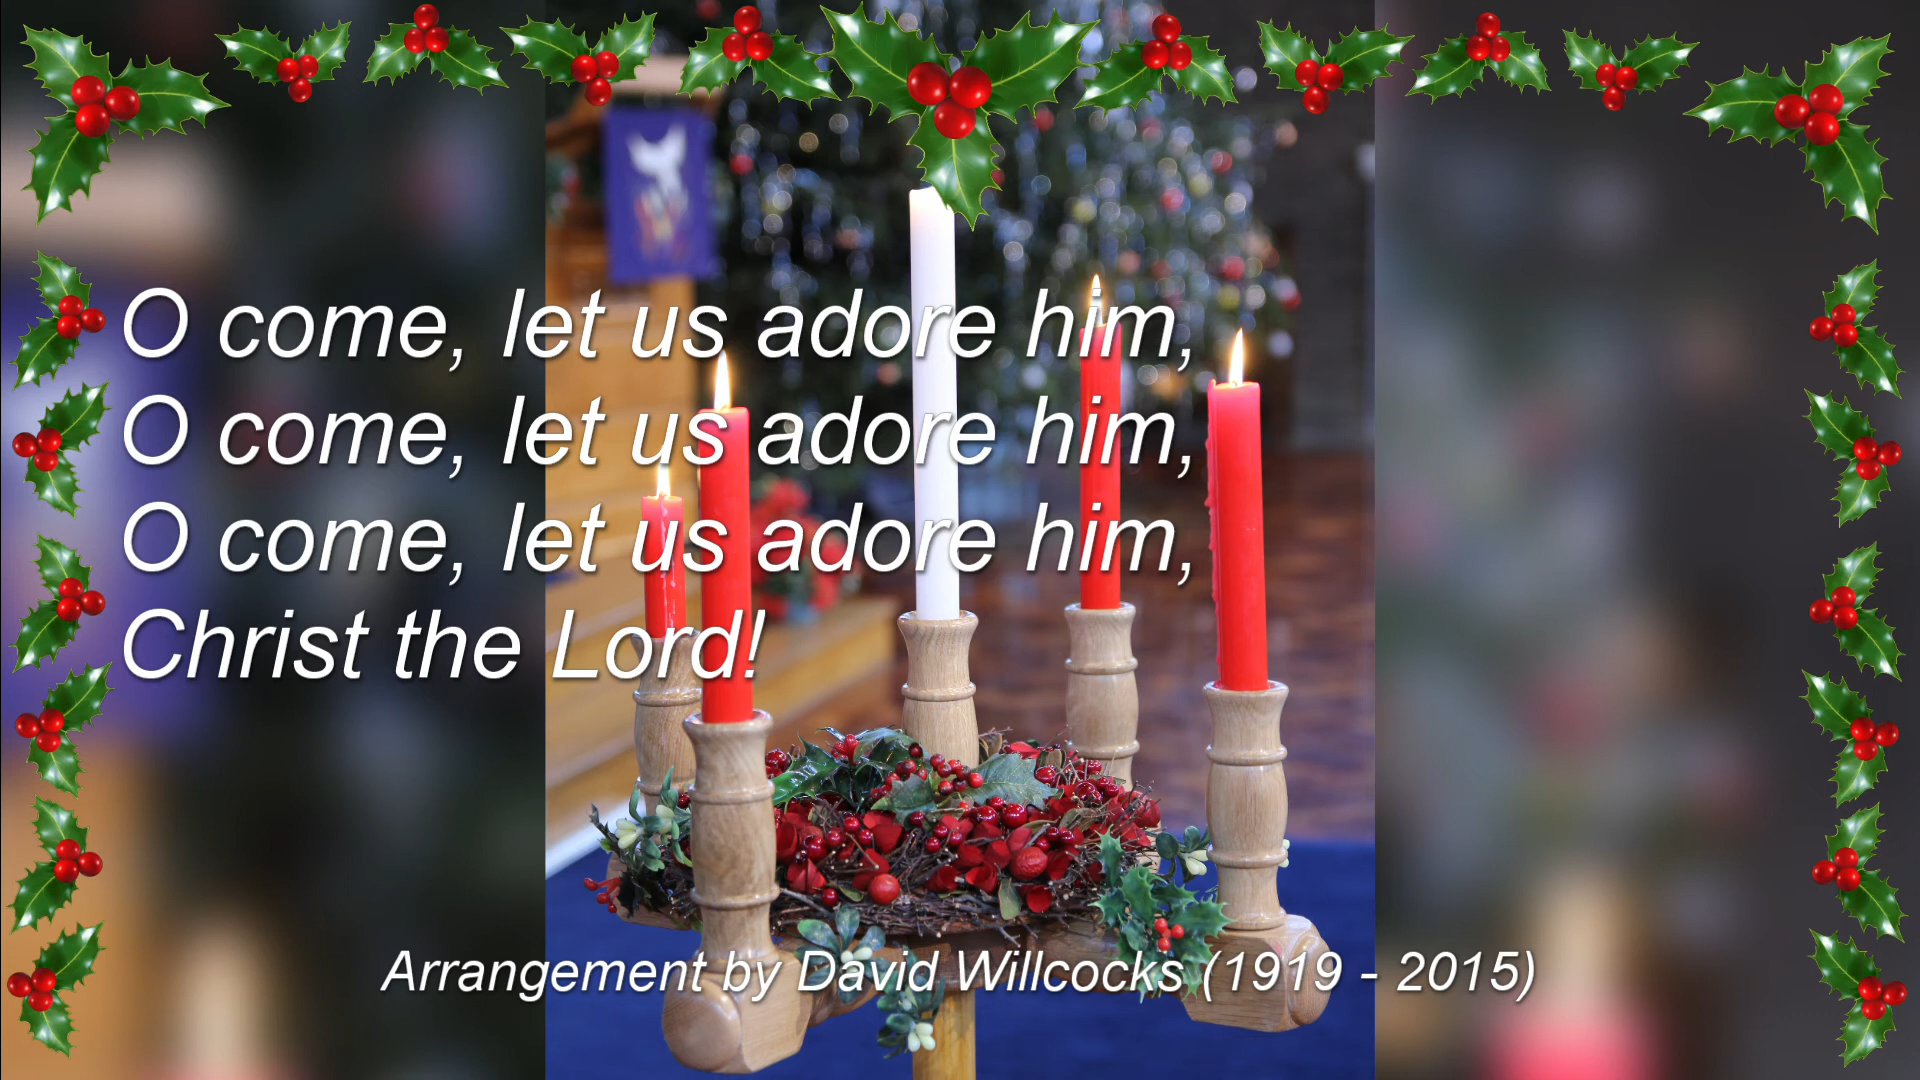 O come, let us adore him,
O come, let us adore him,
O come, let us adore him,
Christ the Lord!
Arrangement by David Willcocks (1919 - 2015)